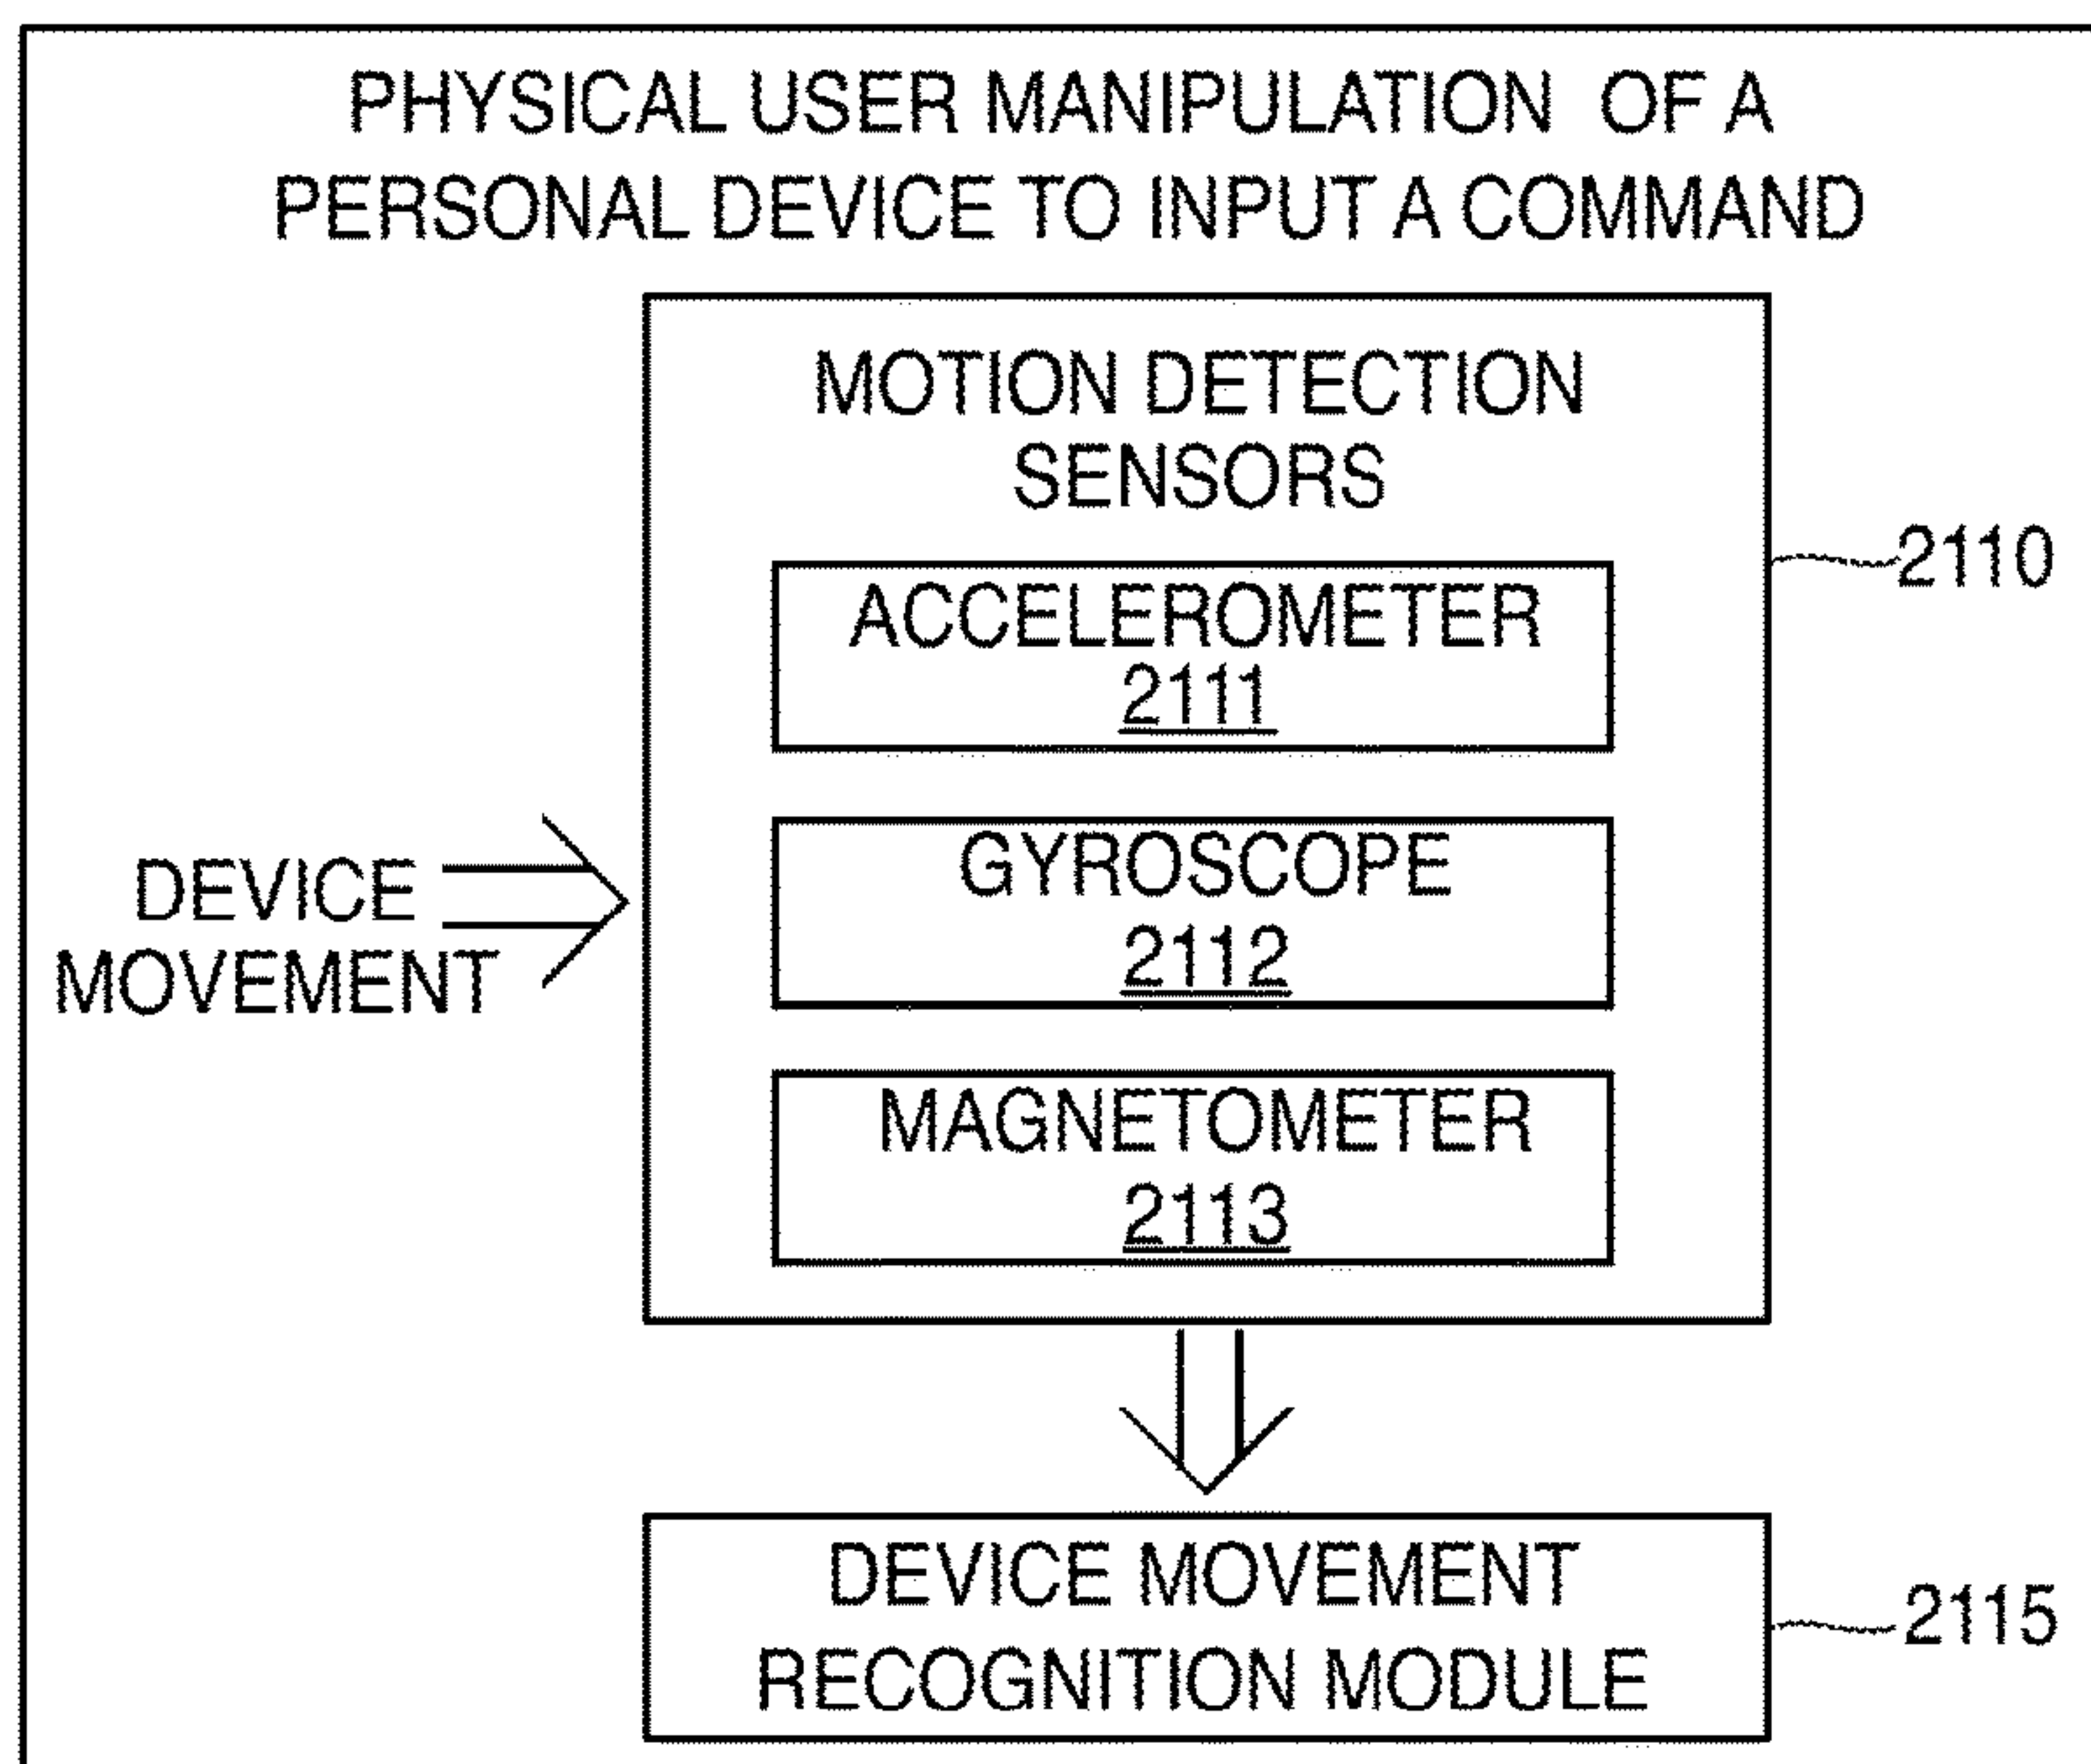 PHYSICAL USER MANIPULATION OF A
PERSONAL DEVICE TO INPUT A COMMAND
MOTION DETECTION
SENSORS
2110
ACCELEROMETER
2111
GYROSCOPE
2112
DEVICE
MOVEMENT
MAGNETOMETER
2113
DEVICE MOVEMENT
RECOGNITION MODULE
2115